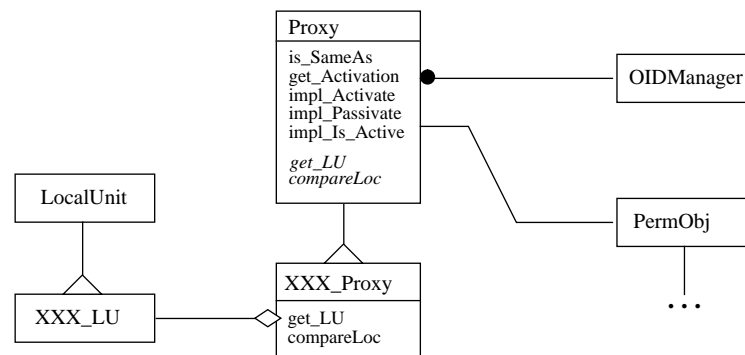 Proxy
is_SameAs
get_Activation
impl_Activate
impl_Passivate
impl_Is_Active
get_LU
compareLoc
OIDManager
LocalUnit
PermObj
XXX_Proxy
get_LU
compareLoc
XXX_LU
...